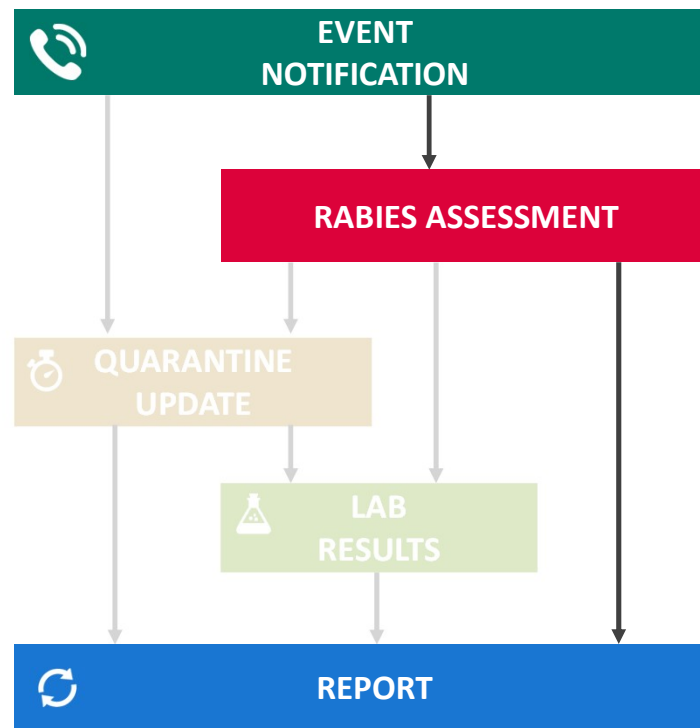 EVENT
NOTIFICATION
RABIES ASSESSMENT
QUARANTINE
UPDATE
LAB
RESULTS
REPORT